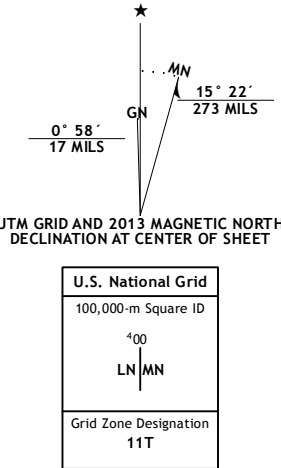 ★
MN
15° 22´
273 MILS
GN
0° 58´
17 MILS
UTM GRID AND 2013 MAGNETIC NORTH
DECLINATION AT CENTER OF SHEET
U.S. National Grid
100,000-m Square ID
⁴00
LN MN
Grid Zone Designation
11T